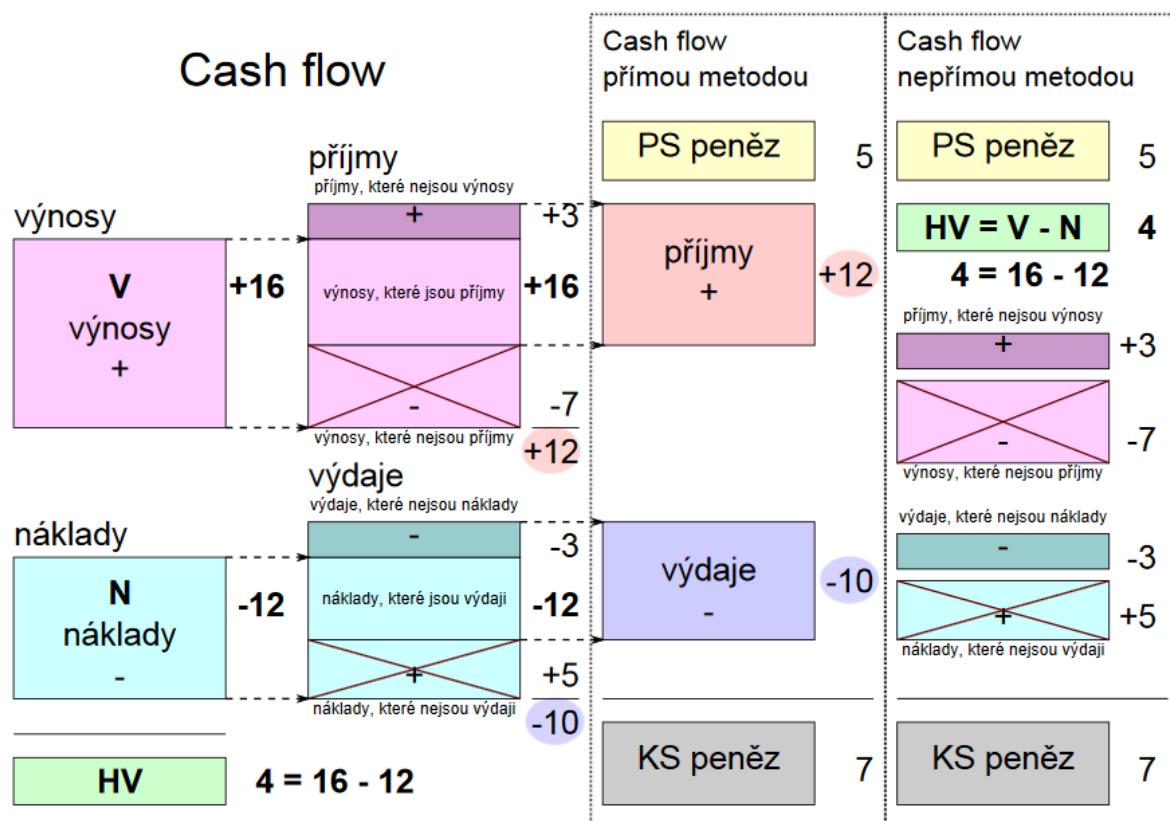 Cash flow
výnosy
V
výnosy
+
+16
náklady
N
náklady
-
-12
HV
4 = 16 - 12
příjmy
příjmy, které nejsou výnosy
+
+3
výnosy, které jsou příjmy
+16
-
-7
výnosy, které nejsou příjmy
+12
výdaje
výdaje, které nejsou náklady
-
-3
náklady, které jsou výdaji
-12
+
+5
náklady, které nejsou výdaji
-10
Cash flow
přímou metodou
PS peněz
5
příjmy
+
+12
výdaje
-
-10
KS peněz
7
Cash flow
nepřímou metodou
PS peněz
5
HV = V - N
4
4 = 16 - 12
příjmy, které nejsou výnosy
+
+3
-
-7
výnosy, které nejsou příjmy
výdaje, které nejsou náklady
-
-3
+
+5
náklady, které nejsou výdaji
KS peněz
7